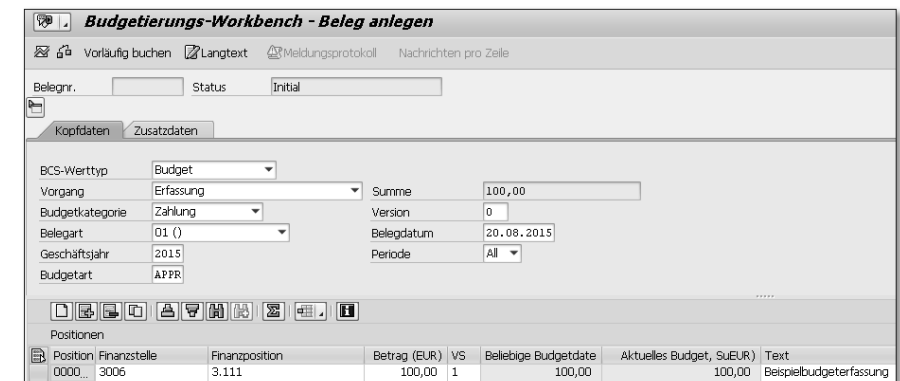 Budgetierungs-Workbench - Beleg anlegen
Vorläufig buchen Langtext Meldungsprotokoll Nachrichten pro Zeile
Belegnr. Status Initial
Kopfdaten Zusatzdaten
BCS-Werttyp Budget
Vorgang Erfassung Summe 100,00
Budgetkategorie Zahlung Version 0
Belegart 01 () Belegdatum 20.08.2015
Geschäftsjahr 2015 Periode All
Budgetart APPR
Positionen
Position Finanzstelle Finanzposition Betrag (EUR) VS Beliebige Budgetdate Aktuelles Budget, SuEUR) Text
0000... 3006 3.111 100,00 1 100,00 100,00 Beispielbudgeterfassung